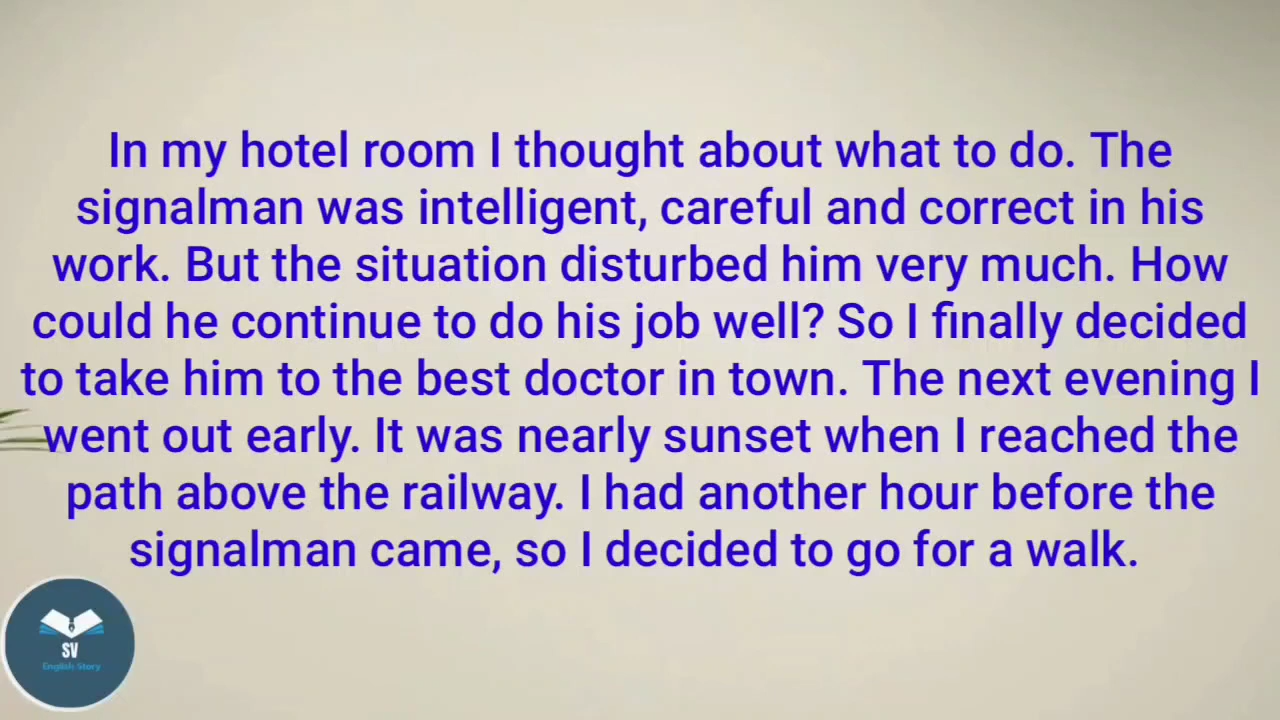 In my hotel room I thought about what to do. The
signalman was intelligent, careful and correct in his
work. But the situation disturbed him very much. How
could he continue to do his job well? So I finally decided
to take him to the best doctor in town. The next evening I
went out early. It was nearly sunset when I reached the
path above the railway. I had another hour before the
signalman came, so I decided to go for a walk.
SV
English Story